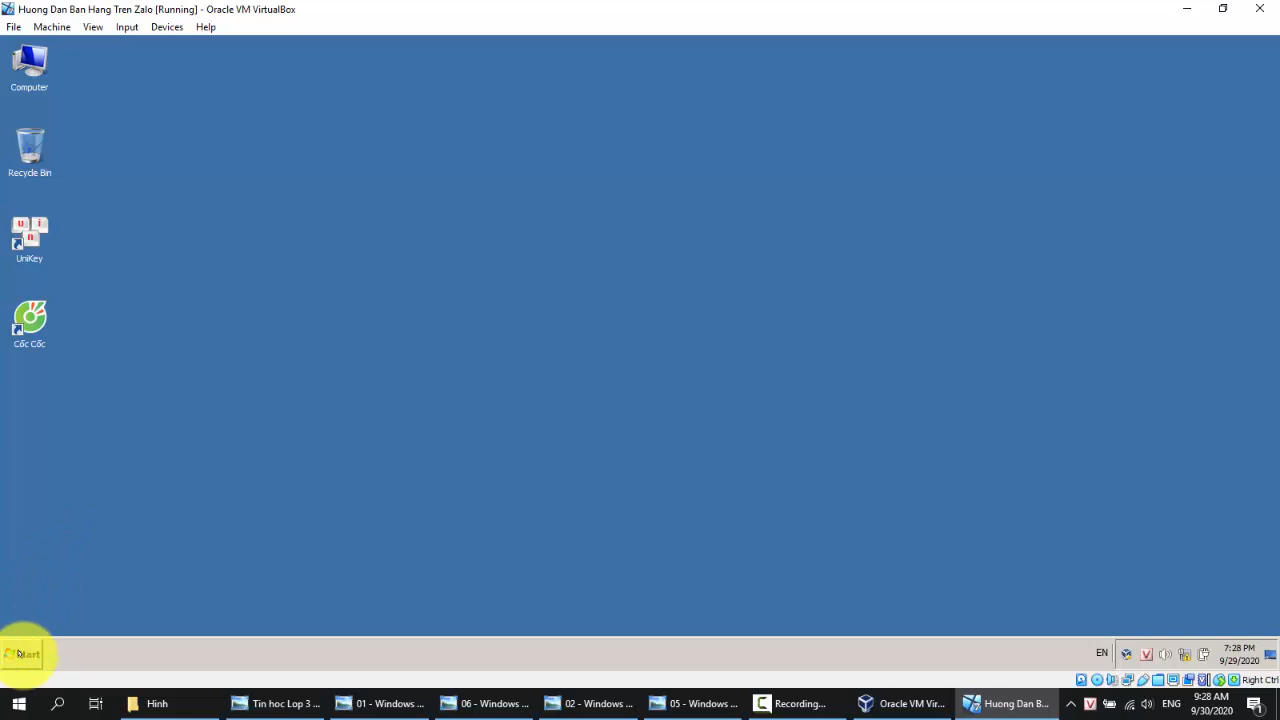 Huong Dan Ban Hang Tren Zalo [Running] - Oracle VM VirtualBox
File Machine View Input Devices Help
Computer
Recycle Bin
UniKey
Cốc Cốc
Start
EN
7:28 PM
9/29/2020
Right Ctrl
Hinh
Tin hoc Lop 3 ...
01 - Windows ...
06 - Windows ...
02 - Windows ...
05 - Windows ...
Recording...
Oracle VM Vir...
Huong Dan B...
ENG
9:28 AM
9/30/2020